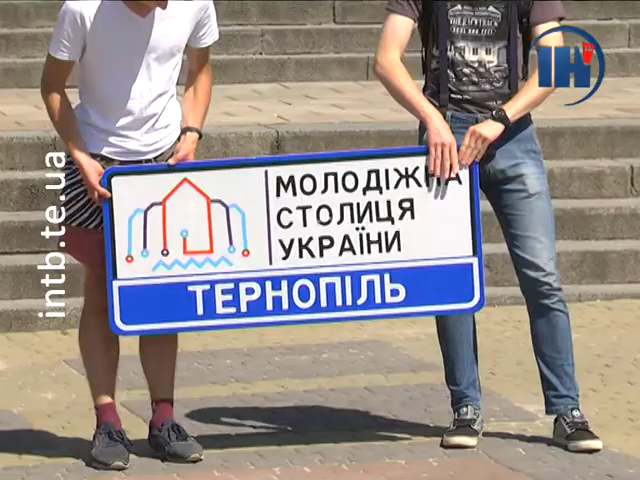 ІН
intb.te.ua
МОЛОДІЖНА
СТОЛИЦЯ
УКРАЇНИ
ТЕРНОПІЛЬ